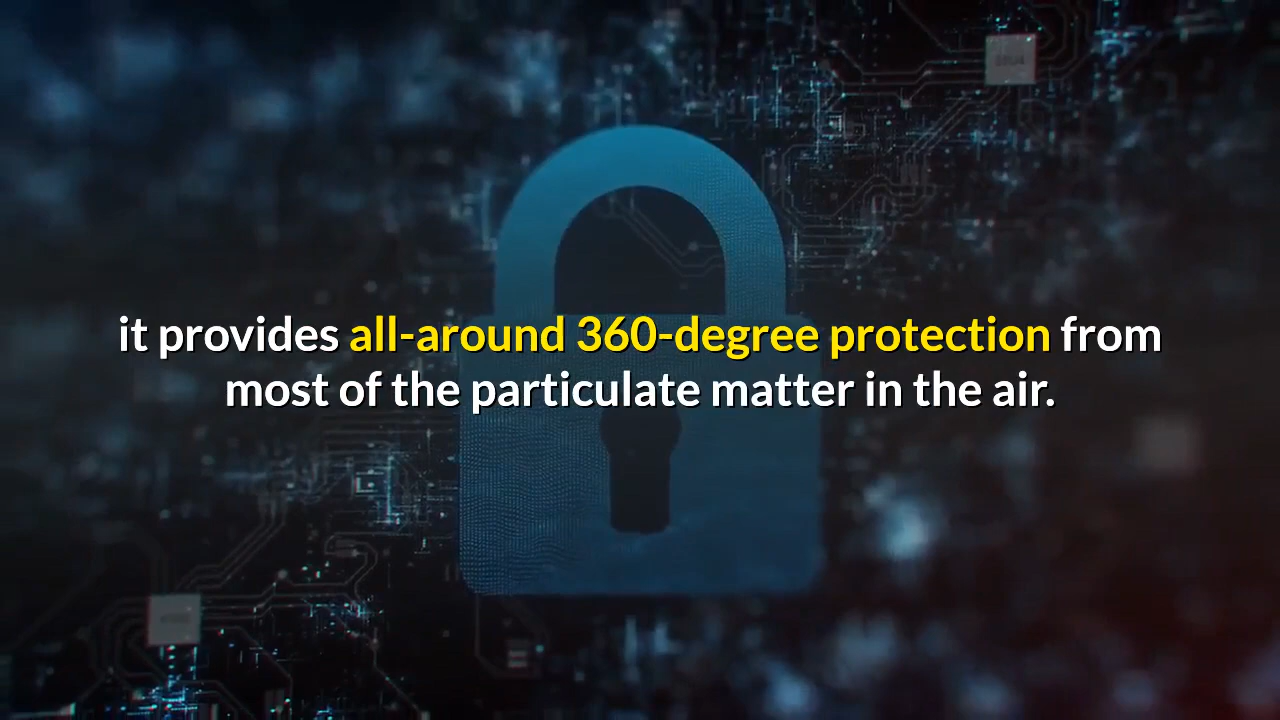 it provides all-around 360-degree protection from
most of the particulate matter in the air.